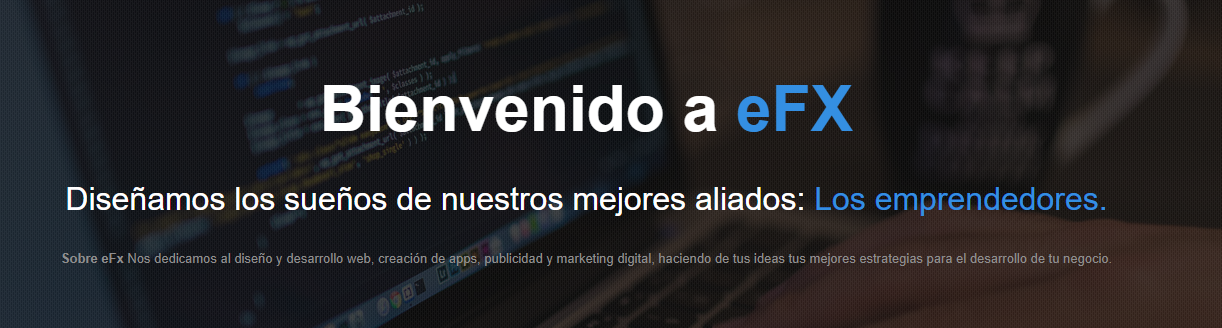 Bienvenido a eFX
Diseñamos los sueños de nuestros mejores aliados: Los emprendedores.
Sobre eFx Nos dedicamos al diseño y desarrollo web, creación de apps, publicidad y marketing digital, haciendo de tus ideas tus mejores estrategias para el desarrollo de tu negocio.